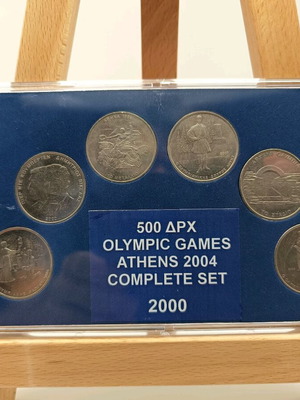 500 ΔΡΧ
OLYMPIC GAMES
ATHENS 2004
COMPLETE SET
2000